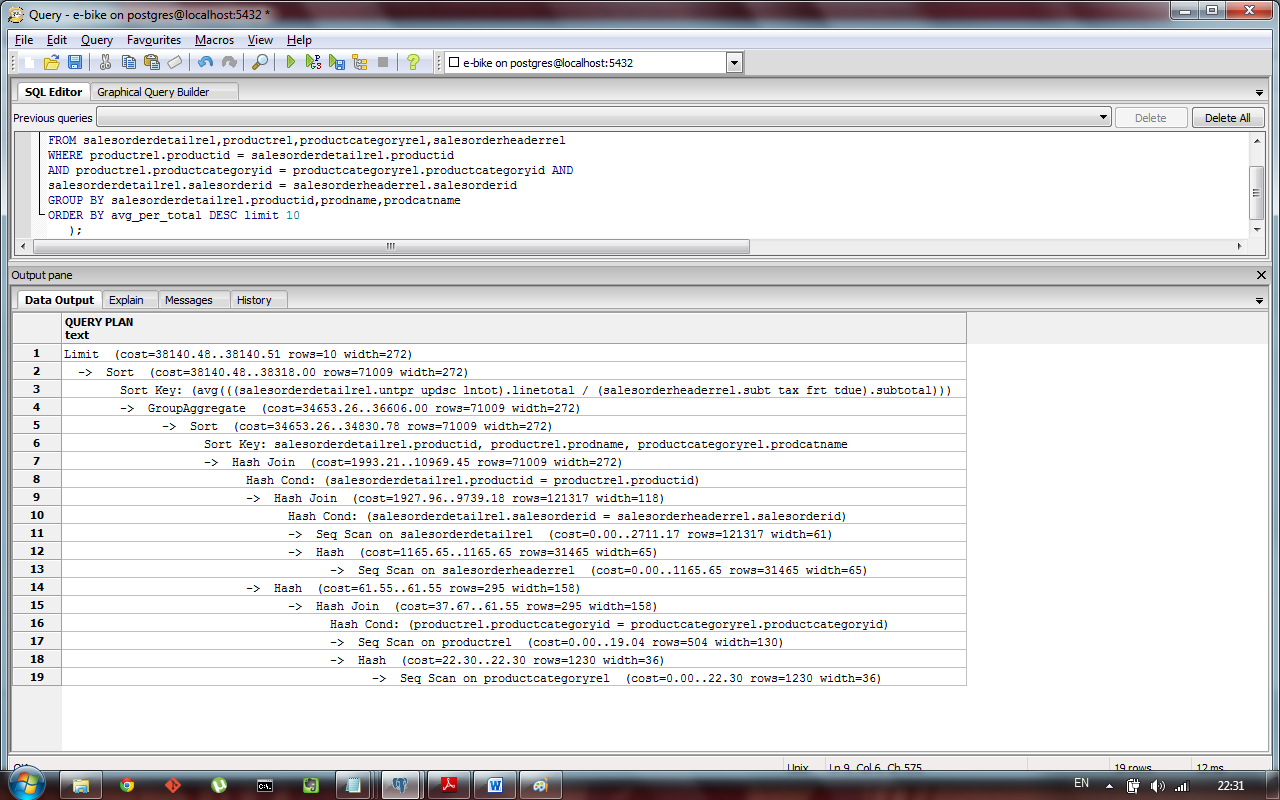 Query - e-bike on postgres@localhost:5432 *
File Edit Query Favourites Macros View Help
e-bike on postgres@localhost:5432
SQL Editor Graphical Query Builder
Previous queries Delete Delete All
FROM salesorderdetailrel,productrel,productcategoryrel,salesorderheaderrel
WHERE productrel.productid = salesorderdetailrel.productid
AND productrel.productcategoryid = productcategoryrel.productcategoryid AND
salesorderdetailrel.salesorderid = salesorderheaderrel.salesorderid
GROUP BY salesorderdetailrel.productid,prodname,prodcatname
ORDER BY avg_per_total DESC limit 10
);
Output pane
Data Output Explain Messages History
QUERY PLAN
text
1 Limit (cost=38140.48..38140.51 rows=10 width=272)
2 -> Sort (cost=38140.48..38318.00 rows=71009 width=272)
3 Sort Key: (avg(((salesorderdetailrel.untpr_updsc_lntot).linetotal / (salesorderheaderrel.subt_tax_frt_tdue).subtotal)))
4 -> GroupAggregate (cost=34653.26..36606.00 rows=71009 width=272)
5 -> Sort (cost=34653.26..34830.78 rows=71009 width=272)
6 Sort Key: salesorderdetailrel.productid, productrel.prodname, productcategoryrel.prodcatname
7 -> Hash Join (cost=1993.21..10969.45 rows=71009 width=272)
8 Hash Cond: (salesorderdetailrel.productid = productrel.productid)
9 -> Hash Join (cost=1927.96..9739.18 rows=121317 width=118)
10 Hash Cond: (salesorderdetailrel.salesorderid = salesorderheaderrel.salesorderid)
11 -> Seq Scan on salesorderdetailrel (cost=0.00..2711.17 rows=121317 width=61)
12 -> Hash (cost=1165.65..1165.65 rows=31465 width=65)
13 -> Seq Scan on salesorderheaderrel (cost=0.00..1165.65 rows=31465 width=65)
14 -> Hash (cost=61.55..61.55 rows=295 width=158)
15 -> Hash Join (cost=37.67..61.55 rows=295 width=158)
16 Hash Cond: (productrel.productcategoryid = productcategoryrel.productcategoryid)
17 -> Seq Scan on productrel (cost=0.00..19.04 rows=504 width=130)
18 -> Hash (cost=22.30..22.30 rows=1230 width=36)
19 -> Seq Scan on productcategoryrel (cost=0.00..22.30 rows=1230 width=36)
Unix Ln 9, Col 6, Ch 575 19 rows 12 ms
EN 22:31